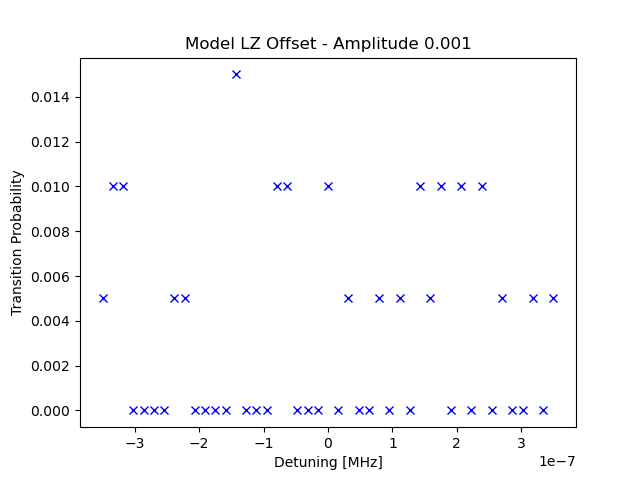 Model LZ Offset - Amplitude 0.001
Transition Probability
0.014
0.012
0.010
0.008
0.006
0.004
0.002
0.000
−3 −2 −1 0 1 2 3
1e−7
Detuning [MHz]